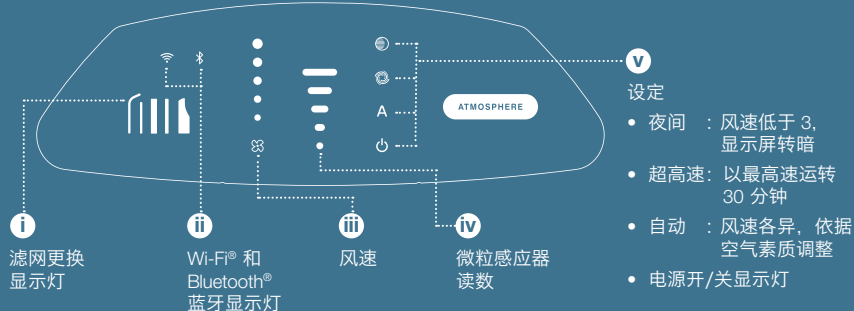 A
ATMOSPHERE
i
滤网更换
显示灯
ii
Wi-Fi® 和
Bluetooth®
蓝牙显示灯
iii
风速
iv
微粒感应器
读数
v
设定
• 夜间 : 风速低于 3,
显示屏转暗
• 超高速: 以最高速运转
30 分钟
• 自动 : 风速各异，依据
空气素质调整
• 电源开/关显示灯